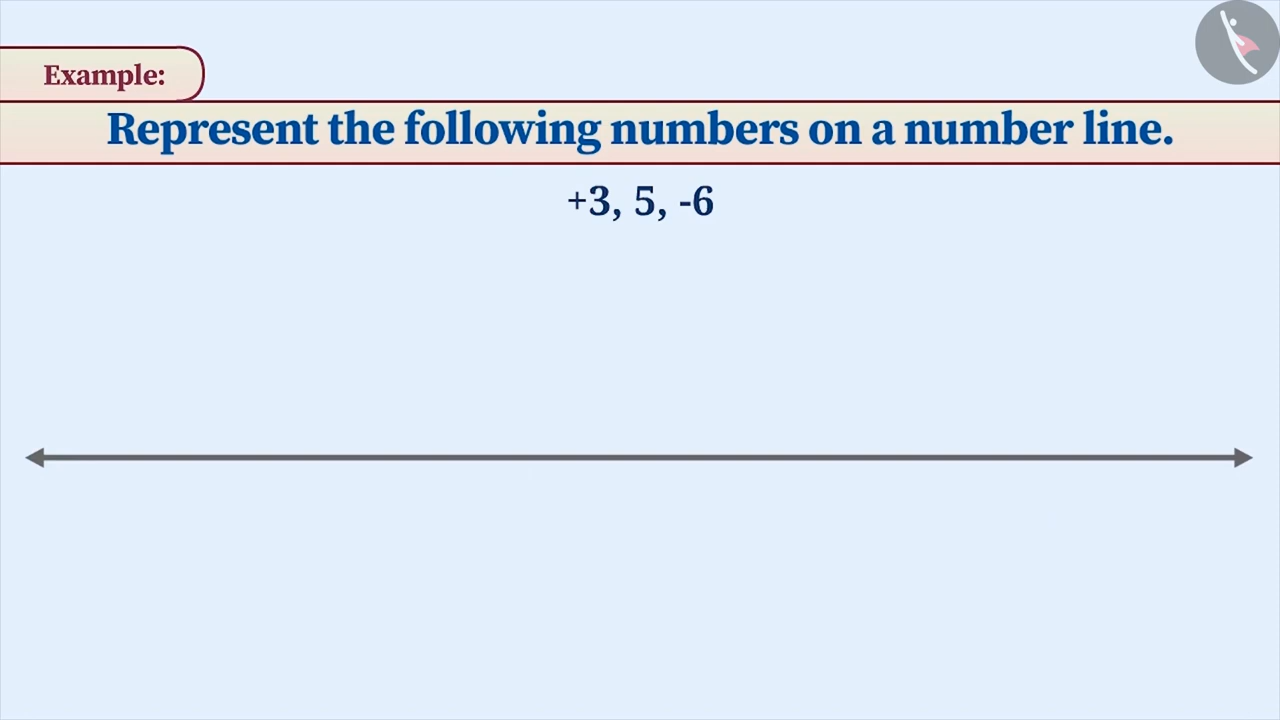 Example:
Represent the following numbers on a number line.
+3, 5, -6